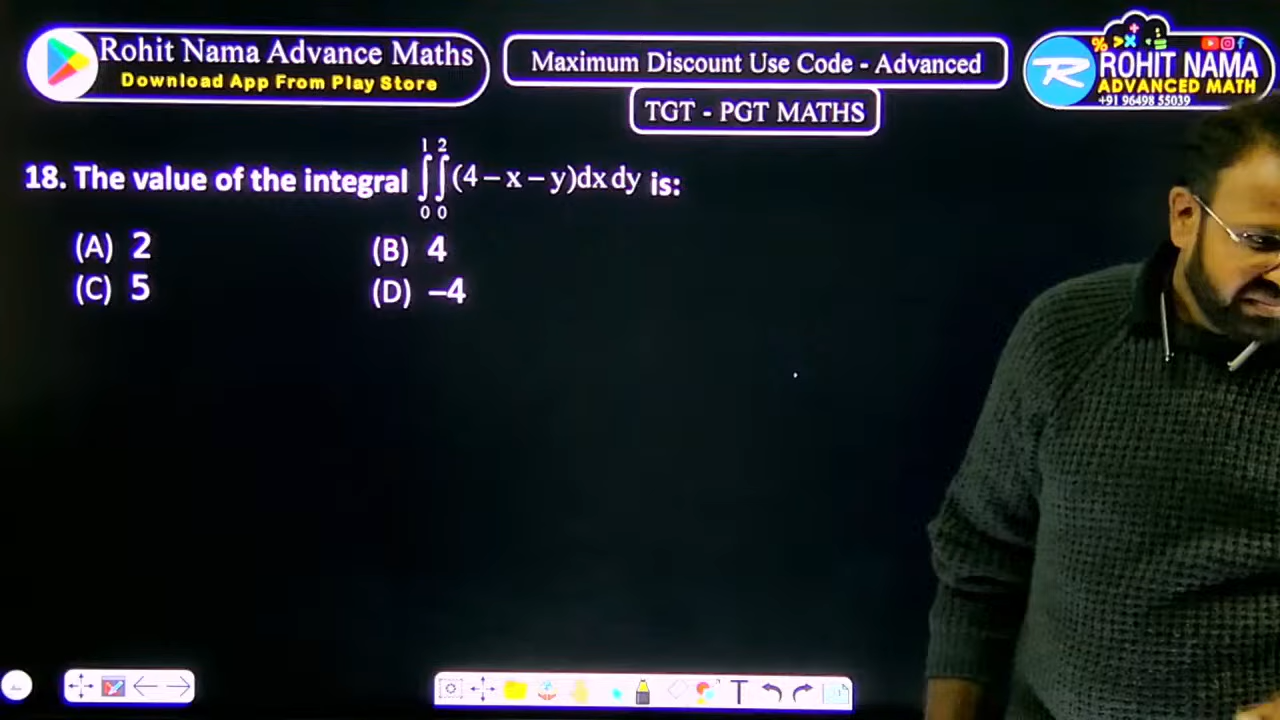 Rohit Nama Advance Maths
Download App From Play Store
Maximum Discount Use Code - Advanced
TGT - PGT MATHS
ROHIT NAMA
ADVANCED MATH
+91 96498 55039
18. The value of the integral ∫₀¹∫₀²(4–x–y)dx dy is:
(A) 2
(B) 4
(C) 5
(D) –4
T